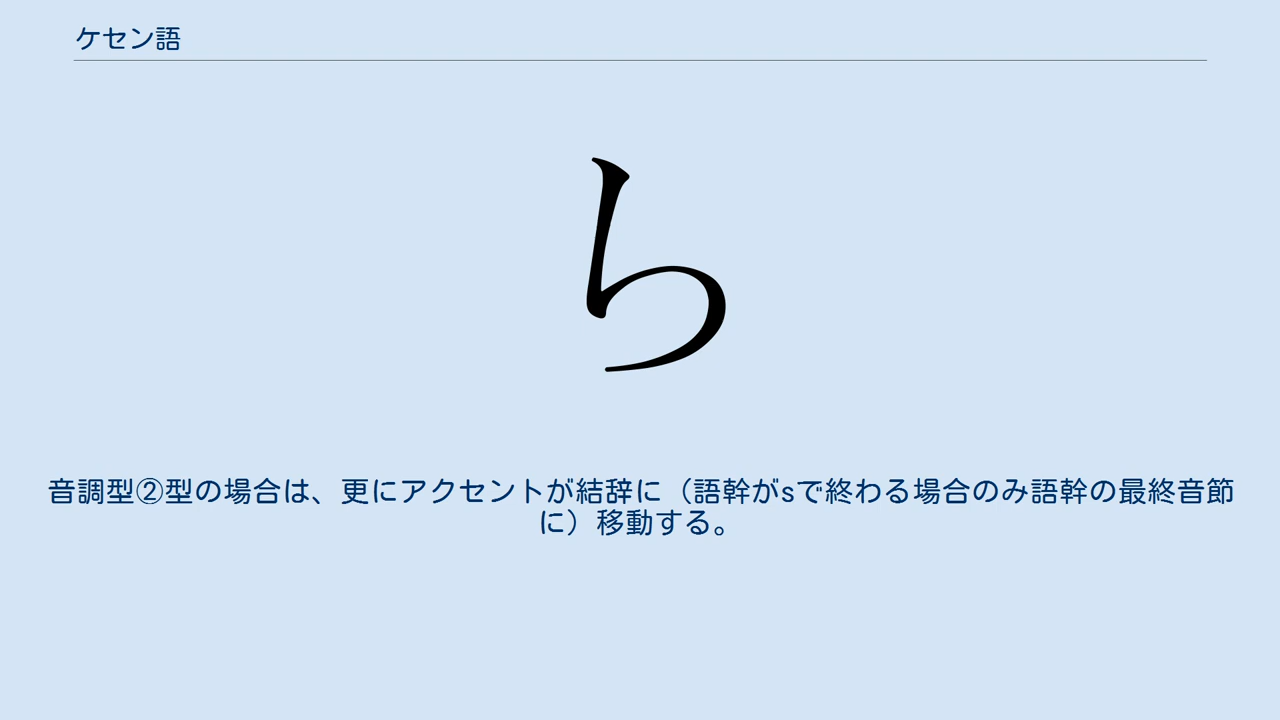 ケセン語
ら
音調型②型の場合は、更にアクセントが結辞に（語幹がsで終わる場合のみ語幹の最終音節
に）移動する。